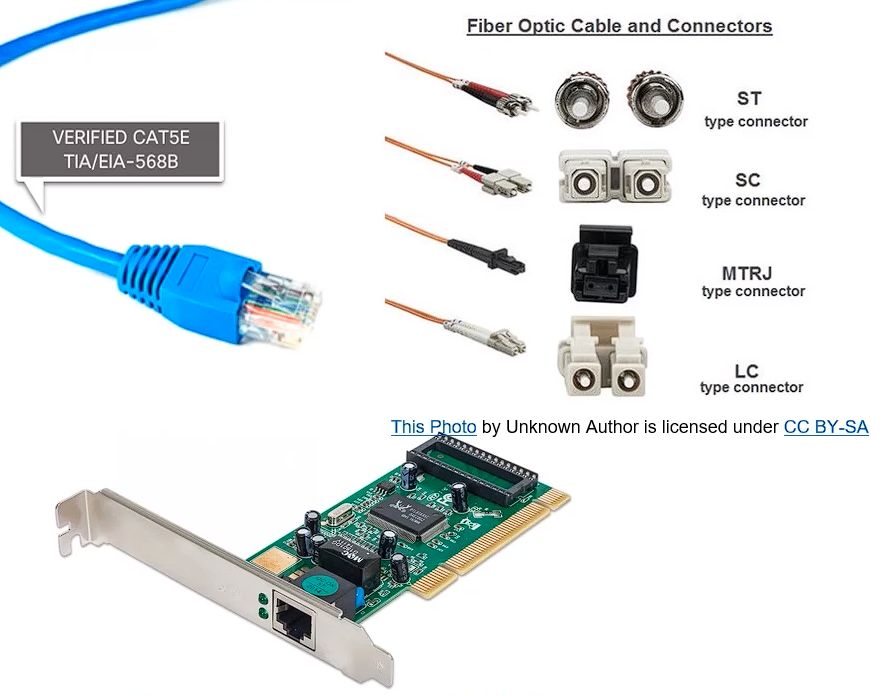 Fiber Optic Cable and Connectors
VERIFIED CAT5E
TIA/EIA-568B
ST
type connector
SC
type connector
MTRJ
type connector
LC
type connector
This Photo by Unknown Author is licensed under CC BY-SA